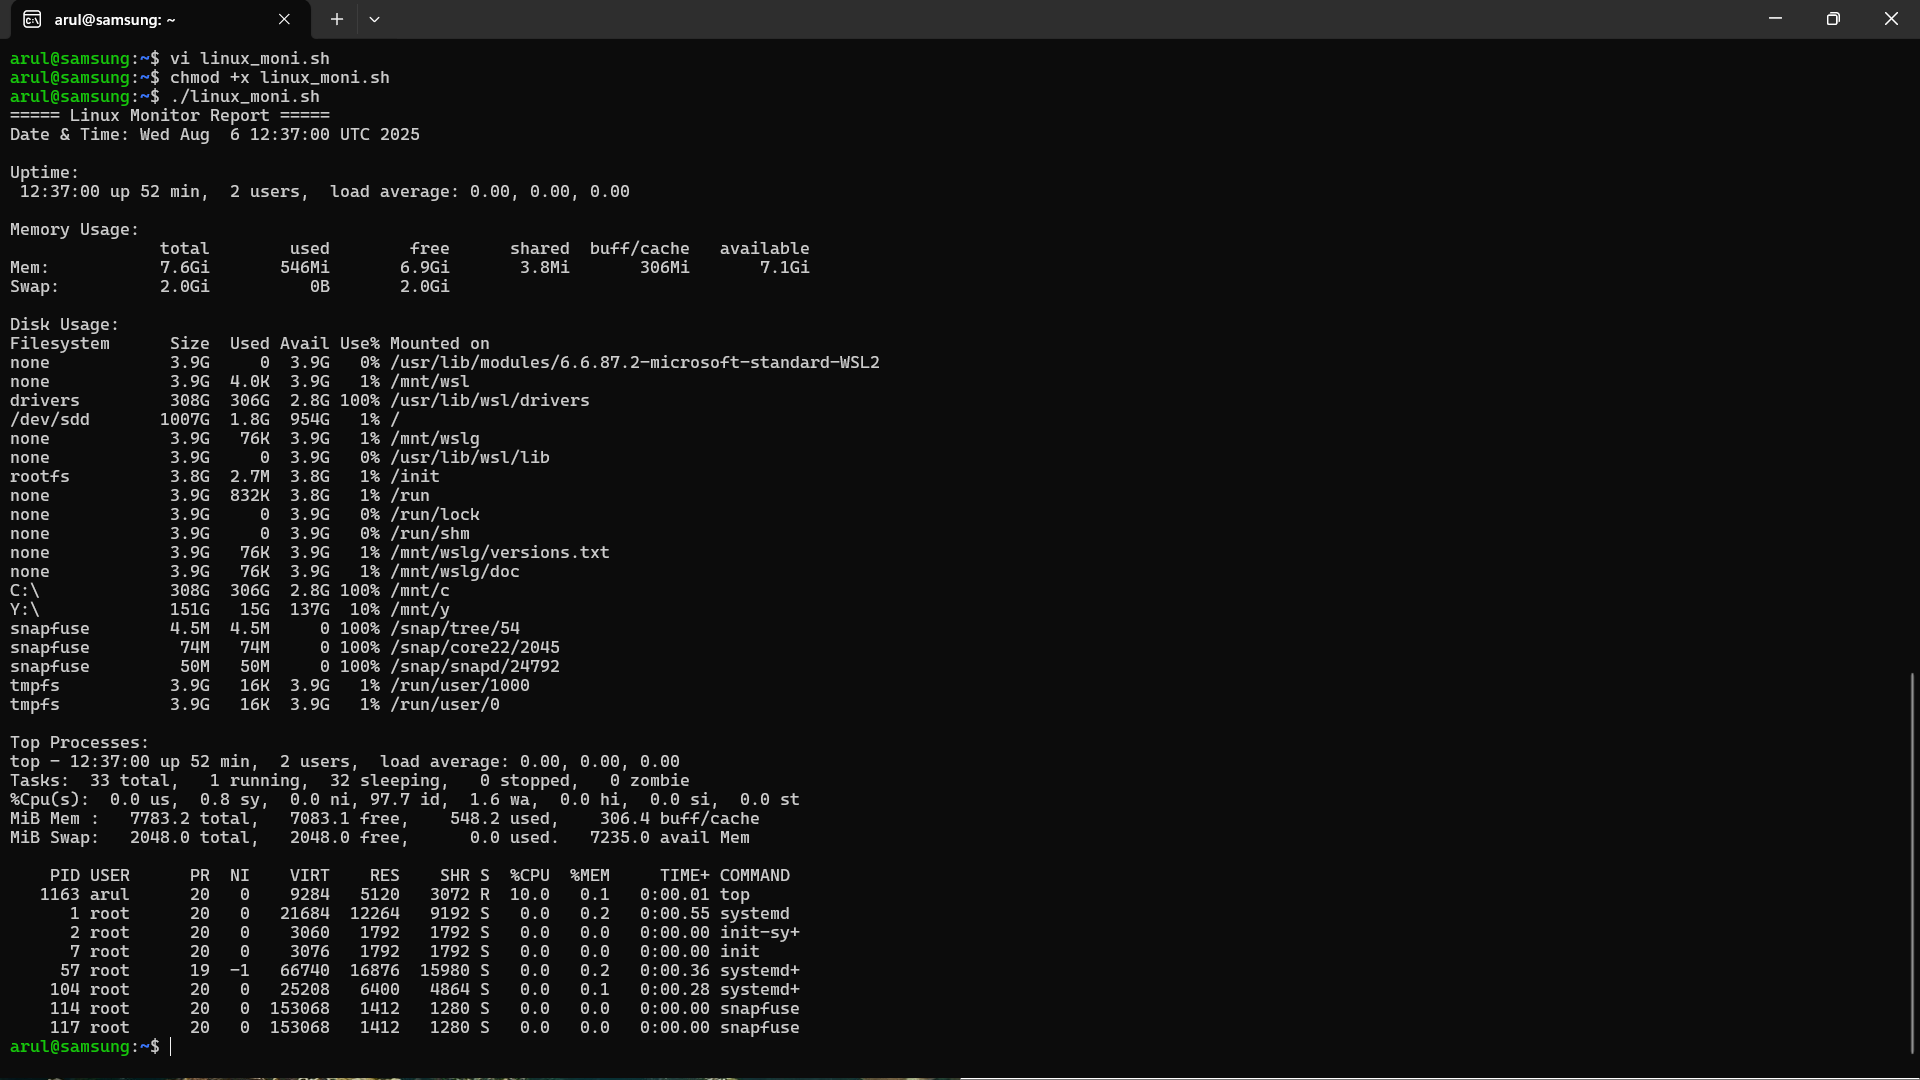 arul@samsung: ~
arul@samsung:~$ vi linux_moni.sh
arul@samsung:~$ chmod +x linux_moni.sh
arul@samsung:~$ ./linux_moni.sh
===== Linux Monitor Report =====
Date & Time: Wed Aug  6 12:37:00 UTC 2025

Uptime:
 12:37:00 up 52 min,  2 users,  load average: 0.00, 0.00, 0.00

Memory Usage:
               total        used        free      shared  buff/cache   available
Mem:           7.6Gi       546Mi       6.9Gi       3.8Mi       306Mi       7.1Gi
Swap:          2.0Gi          0B       2.0Gi

Disk Usage:
Filesystem      Size  Used Avail Use% Mounted on
none            3.9G     0  3.9G   0% /usr/lib/modules/6.6.87.2-microsoft-standard-WSL2
none            3.9G  4.0K  3.9G   1% /mnt/wsl
drivers         308G  306G  2.8G 100% /usr/lib/wsl/drivers
/dev/sdd       1007G  1.8G  954G   1% /
none            3.9G   76K  3.9G   1% /mnt/wslg
none            3.9G     0  3.9G   0% /usr/lib/wsl/lib
rootfs          3.8G  2.7M  3.8G   1% /init
none            3.9G  832K  3.8G   1% /run
none            3.9G     0  3.9G   0% /run/lock
none            3.9G     0  3.9G   0% /run/shm
none            3.9G   76K  3.9G   1% /mnt/wslg/versions.txt
none            3.9G   76K  3.9G   1% /mnt/wslg/doc
C:\             308G  306G  2.8G 100% /mnt/c
Y:\             151G   15G  137G  10% /mnt/y
snapfuse        4.5M  4.5M     0 100% /snap/tree/54
snapfuse         74M   74M     0 100% /snap/core22/2045
snapfuse         50M   50M     0 100% /snap/snapd/24792
tmpfs           3.9G   16K  3.9G   1% /run/user/1000
tmpfs           3.9G   16K  3.9G   1% /run/user/0

Top Processes:
top - 12:37:00 up 52 min,  2 users,  load average: 0.00, 0.00, 0.00
Tasks:  33 total,   1 running,  32 sleeping,   0 stopped,   0 zombie
%Cpu(s):  0.0 us,  0.8 sy,  0.0 ni, 97.7 id,  1.6 wa,  0.0 hi,  0.0 si,  0.0 st
MiB Mem :   7783.2 total,   7083.1 free,    548.2 used,    306.4 buff/cache
MiB Swap:   2048.0 total,   2048.0 free,      0.0 used.   7235.0 avail Mem

    PID USER      PR  NI    VIRT    RES    SHR S  %CPU  %MEM     TIME+ COMMAND
   1163 arul      20   0    9284   5120   3072 R  10.0   0.1   0:00.01 top
      1 root      20   0   21684  12264   9192 S   0.0   0.2   0:00.55 systemd
      2 root      20   0    3060   1792   1792 S   0.0   0.0   0:00.00 init-sy+
      7 root      20   0    3076   1792   1792 S   0.0   0.0   0:00.00 init
     57 root      19  -1   66740  16876  15980 S   0.0   0.2   0:00.36 systemd+
    104 root      20   0   25208   6400   4864 S   0.0   0.1   0:00.28 systemd+
    114 root      20   0  153068   1412   1280 S   0.0   0.0   0:00.00 snapfuse
    117 root      20   0  153068   1412   1280 S   0.0   0.0   0:00.00 snapfuse
arul@samsung:~$